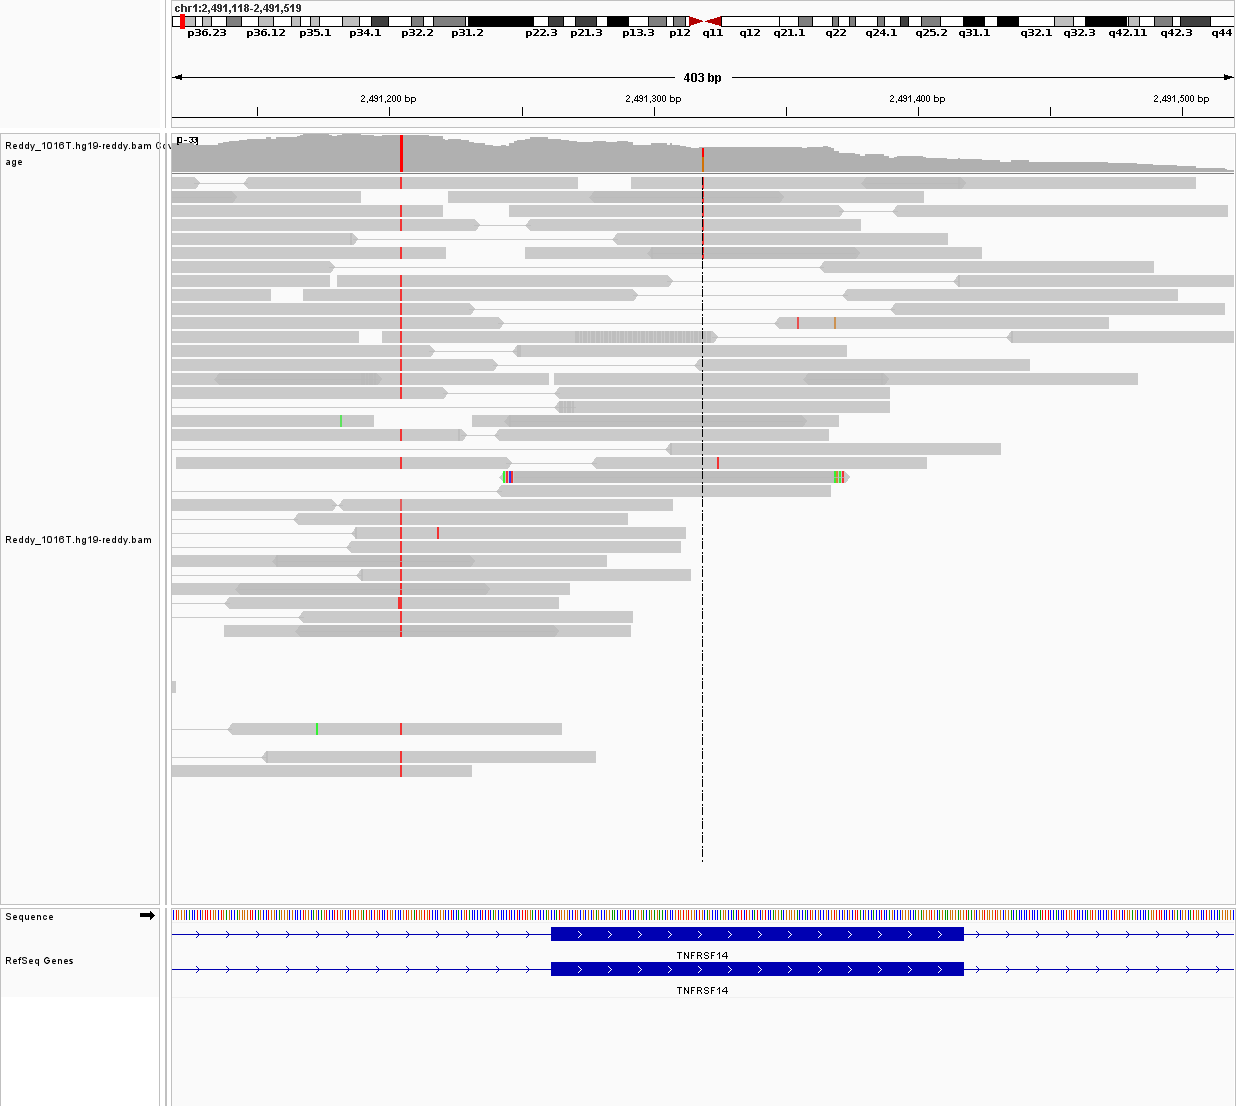 chr1:2,491,118-2,491,519
p36.23 p36.12 p35.1 p34.1 p32.2 p31.2 p22.3 p21.3 p13.3 p12 q11 q12 q21.1 q22 q24.1 q25.2 q31.1 q32.1 q32.3 q42.11 q42.3 q44
403 bp
2,491,200 bp 2,491,300 bp 2,491,400 bp 2,491,500 bp
Reddy_1016T.hg19-reddy.bam Cov
age
[0-33]
Reddy_1016T.hg19-reddy.bam
Sequence
TNFRSF14
RefSeq Genes
TNFRSF14